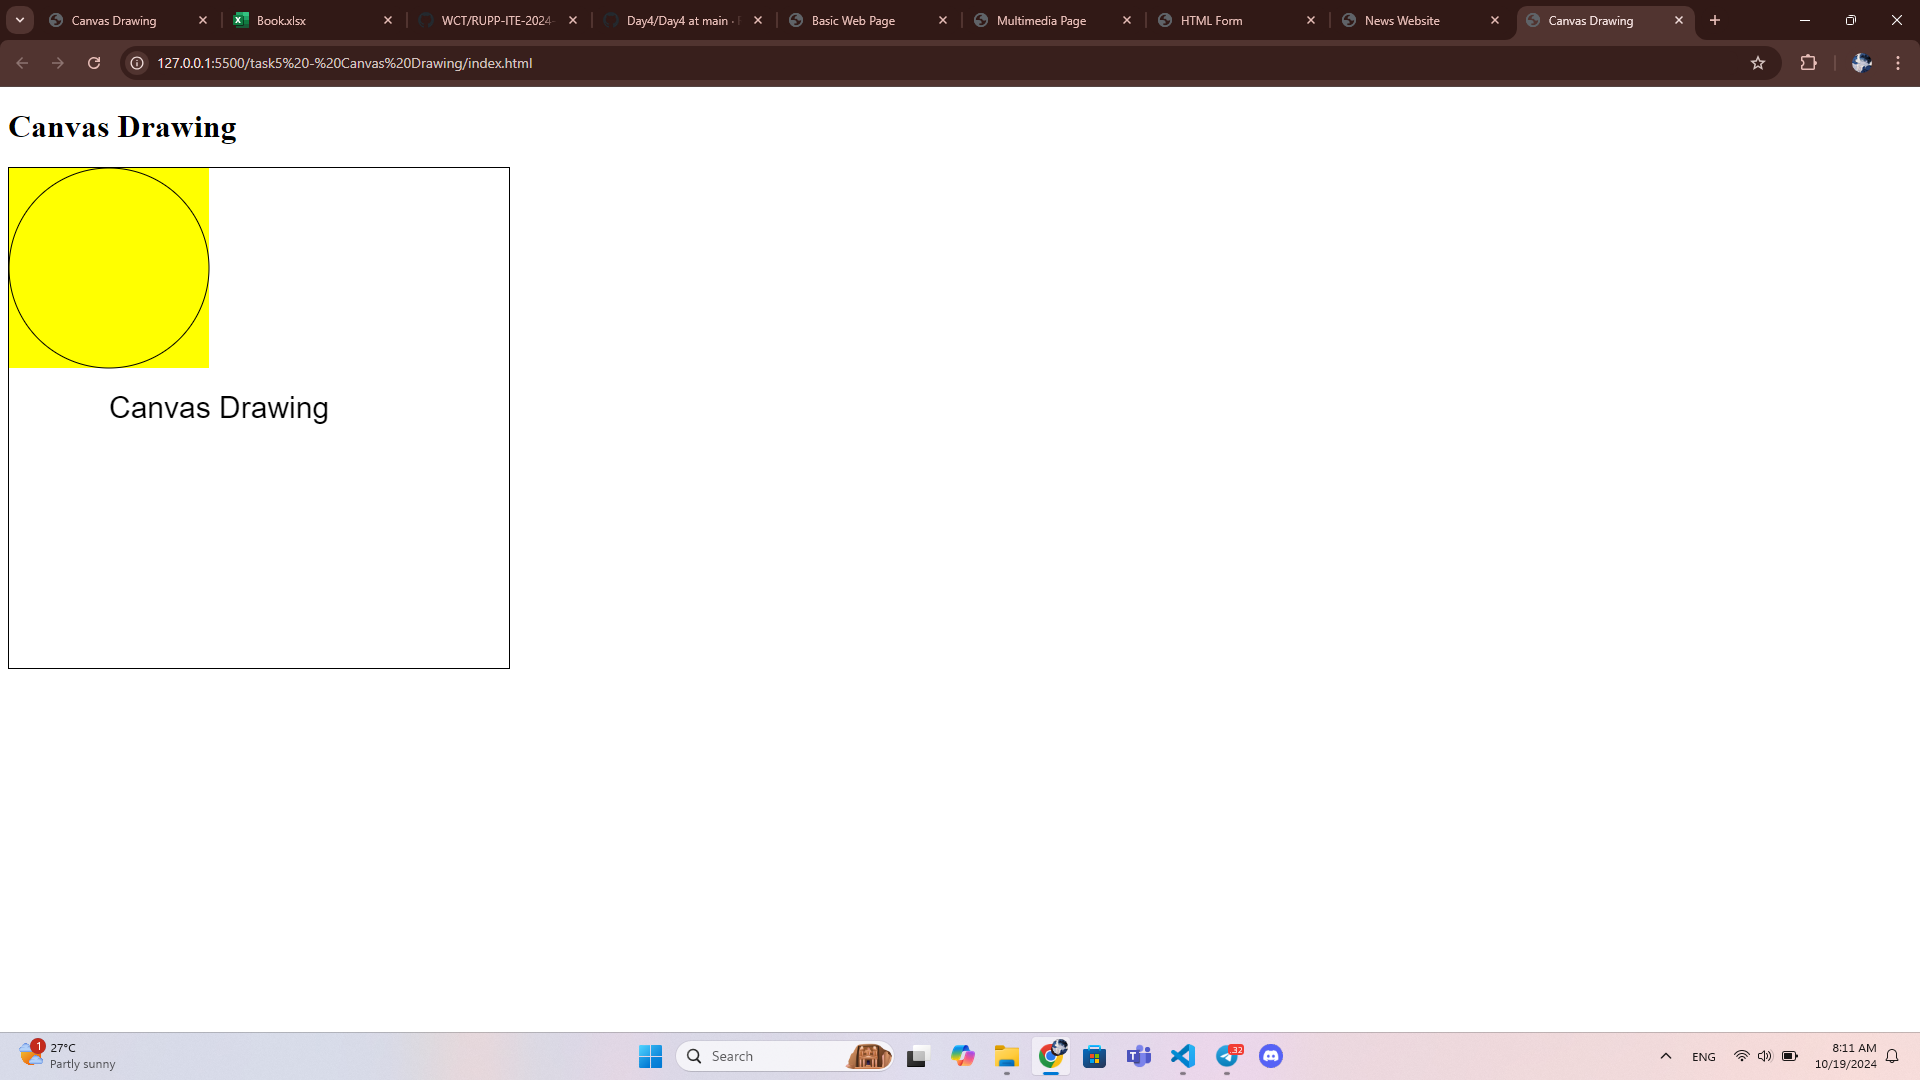 Canvas Drawing
Book.xlsx
WCT/RUPP-ITE-2024-
Day4/Day4 at main ·
Basic Web Page
Multimedia Page
HTML Form
News Website
Canvas Drawing
127.0.0.1:5500/task5%20-%20Canvas%20Drawing/index.html
Canvas Drawing
Canvas Drawing
1
27°C
Partly sunny
Search
32
ENG
8:11 AM
10/19/2024